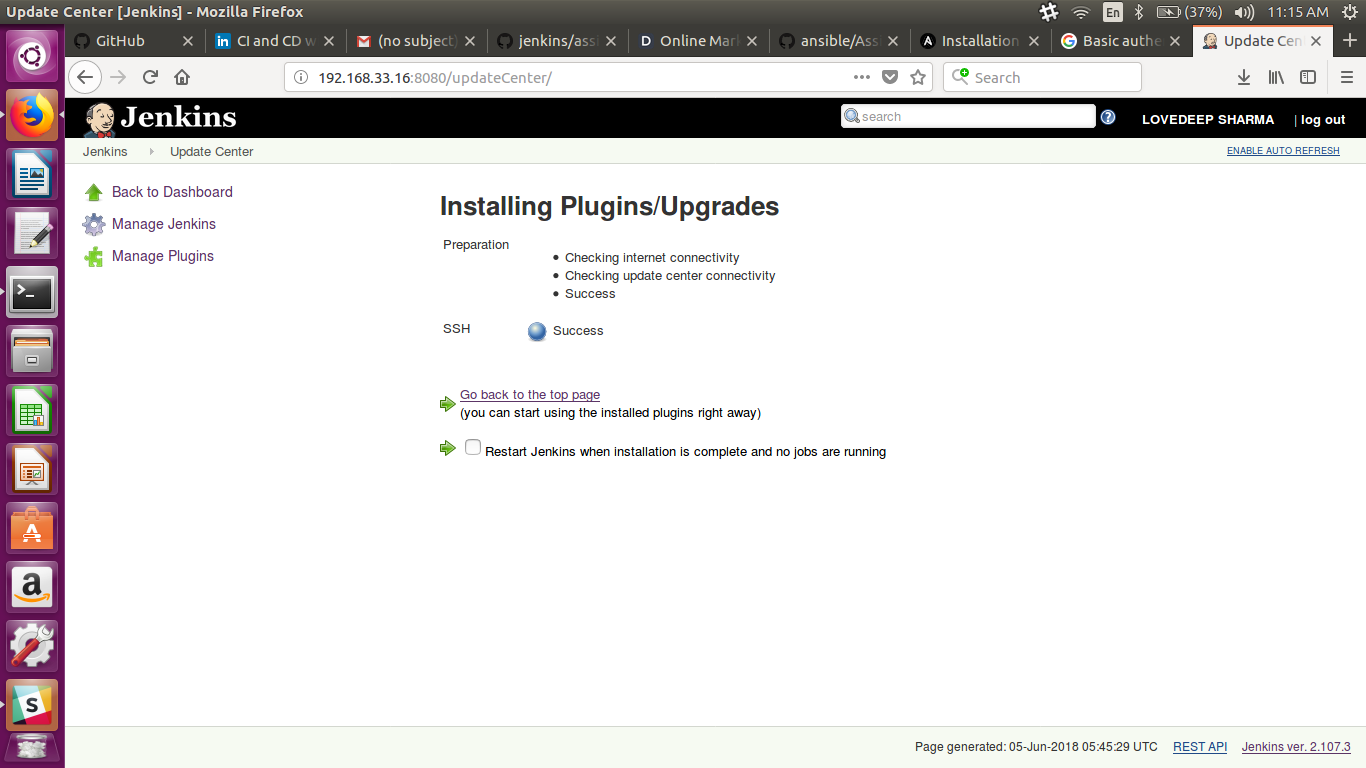 Update Center [Jenkins] - Mozilla Firefox
En
(37%)
11:15 AM
GitHub
CI and CD w
(no subject)
jenkins/assi
Online Mar
ansible/Ass
Installation
Basic authe
Update Cen
192.168.33.16:8080/updateCenter/
Search
Jenkins
search
LOVEDEEP SHARMA
| log out
Jenkins
Update Center
ENABLE AUTO REFRESH
Back to Dashboard
Manage Jenkins
Manage Plugins
Installing Plugins/Upgrades
Preparation
Checking internet connectivity
Checking update center connectivity
Success
SSH
Success
Go back to the top page
(you can start using the installed plugins right away)
Restart Jenkins when installation is complete and no jobs are running
Page generated: 05-Jun-2018 05:45:29 UTC
REST API
Jenkins ver. 2.107.3